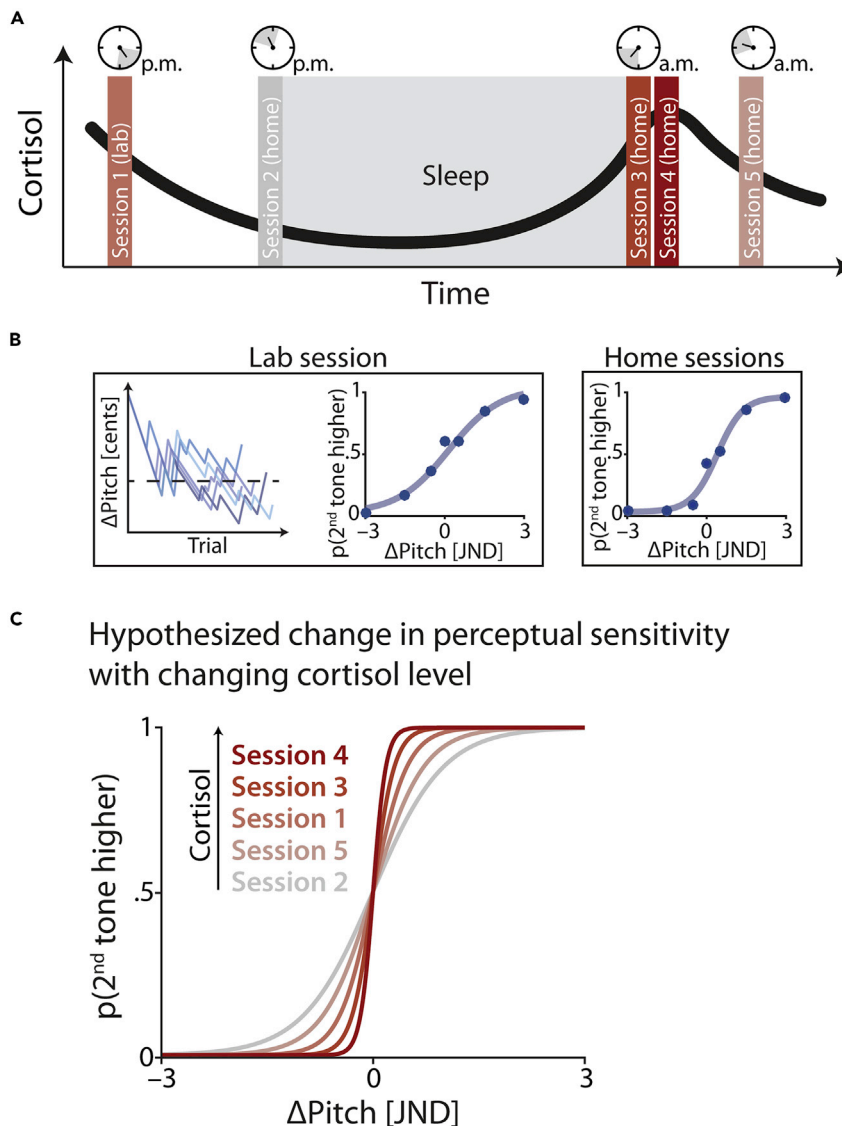 A
p.m.
p.m.
a.m.
a.m.
Cortisol
Session 1 (lab)
Session 2 (home)
Sleep
Session 3 (home)
Session 4 (home)
Session 5 (home)
Time
B
Lab session
Home sessions
ΔPitch [cents]
Trial
p(2nd tone higher)
1
.5
0
−3
0
3
ΔPitch [JND]
p(2nd tone higher)
1
.5
0
−3
0
3
ΔPitch [JND]
C
Hypothesized change in perceptual sensitivity
with changing cortisol level
p(2nd tone higher)
1
.5
0
Cortisol
Session 4
Session 3
Session 1
Session 5
Session 2
−3
0
3
ΔPitch [JND]